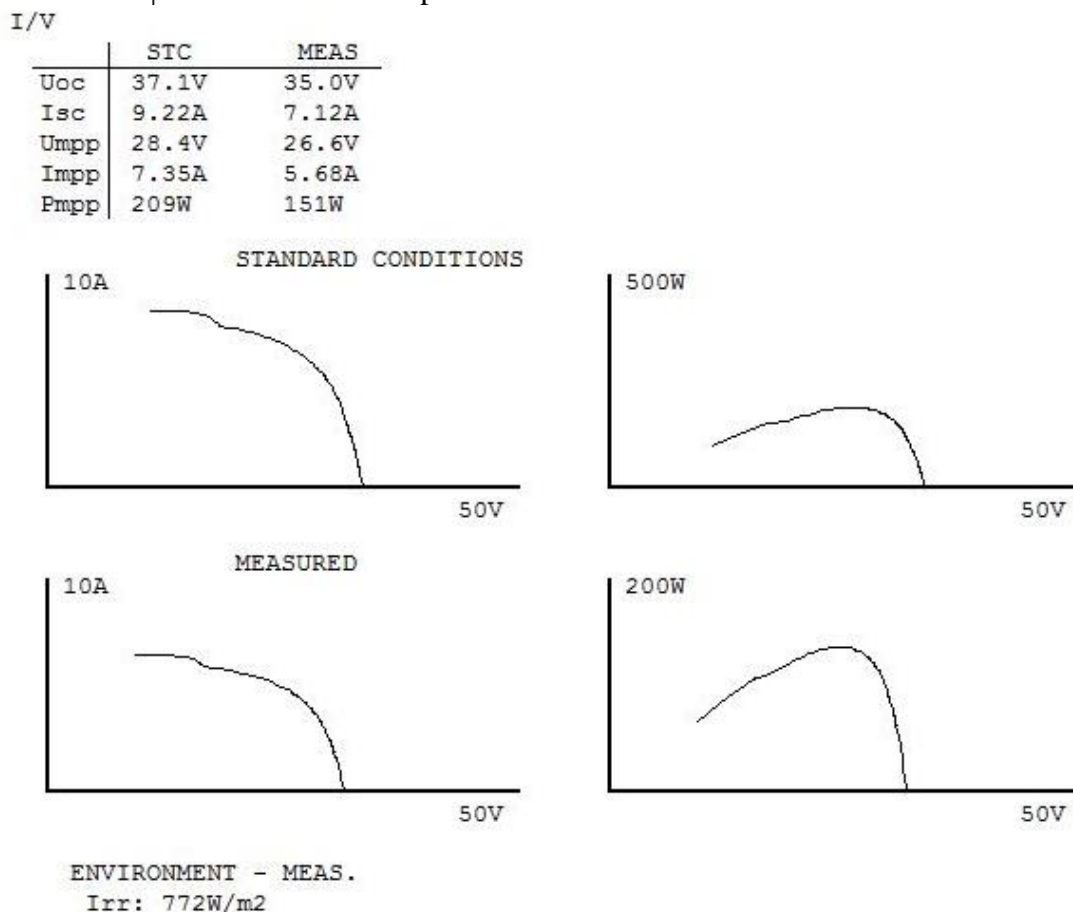 I/V
STC MEAS
Uoc 37.1V 35.0V
Isc 9.22A 7.12A
Umpp 28.4V 26.6V
Impp 7.35A 5.68A
Pmpp 209W 151W
STANDARD CONDITIONS
10A 500W
50V 50V
MEASURED
10A 200W
50V 50V
ENVIRONMENT - MEAS.
Irr: 772W/m2